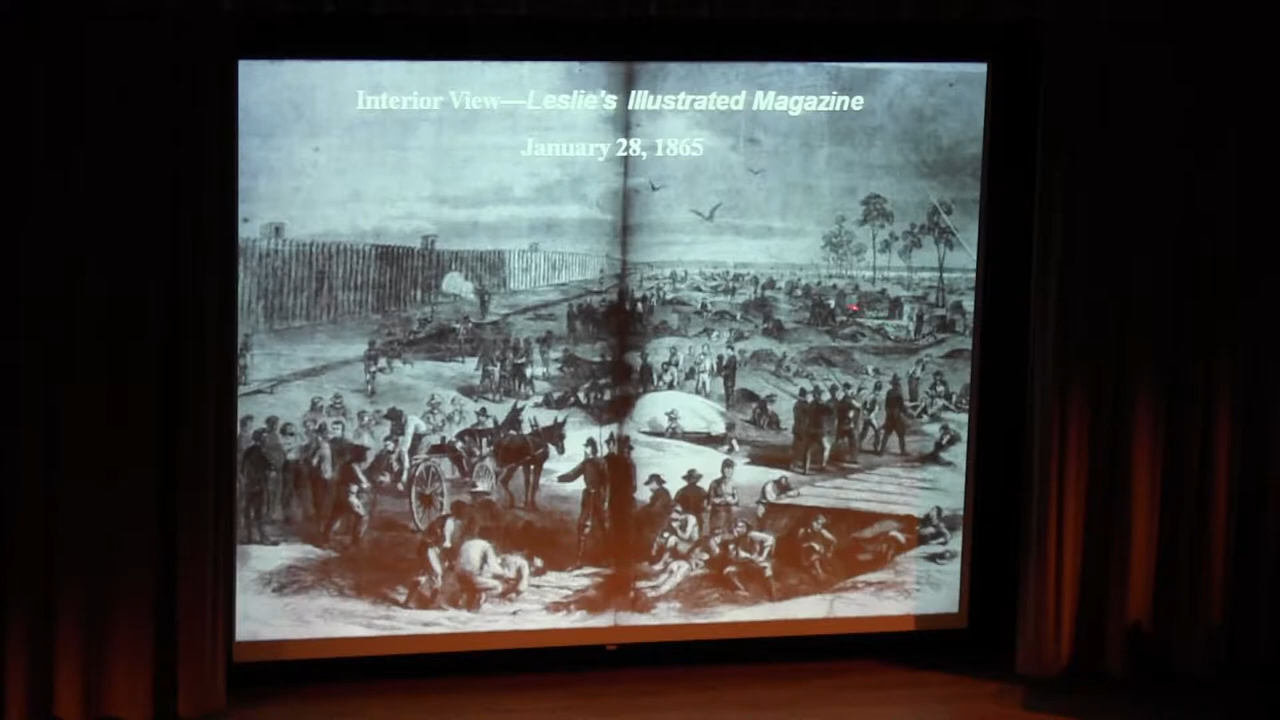 Interior View—Leslie's Illustrated Magazine
January 28, 1865